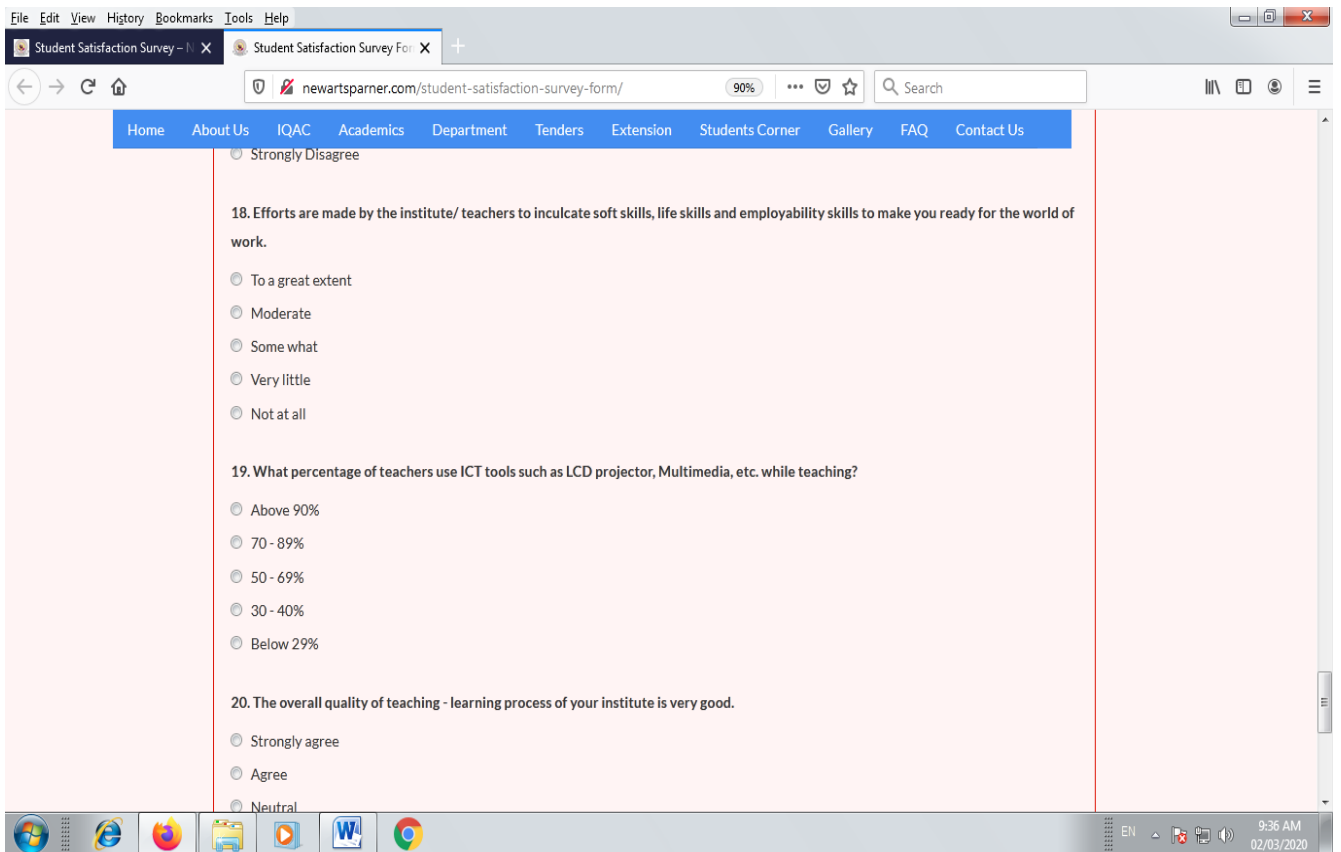 File Edit View History Bookmarks Tools Help
Student Satisfaction Survey – N
Student Satisfaction Survey For
newartsparner.com/student-satisfaction-survey-form/
90%
Search
Home About Us IQAC Academics Department Tenders Extension Students Corner Gallery FAQ Contact Us
Strongly Disagree
18. Efforts are made by the institute/ teachers to inculcate soft skills, life skills and employability skills to make you ready for the world of
work.
To a great extent
Moderate
Some what
Very little
Not at all
19. What percentage of teachers use ICT tools such as LCD projector, Multimedia, etc. while teaching?
Above 90%
70 - 89%
50 - 69%
30 - 40%
Below 29%
20. The overall quality of teaching - learning process of your institute is very good.
Strongly agree
Agree
Neutral
EN
9:36 AM
02/03/2020